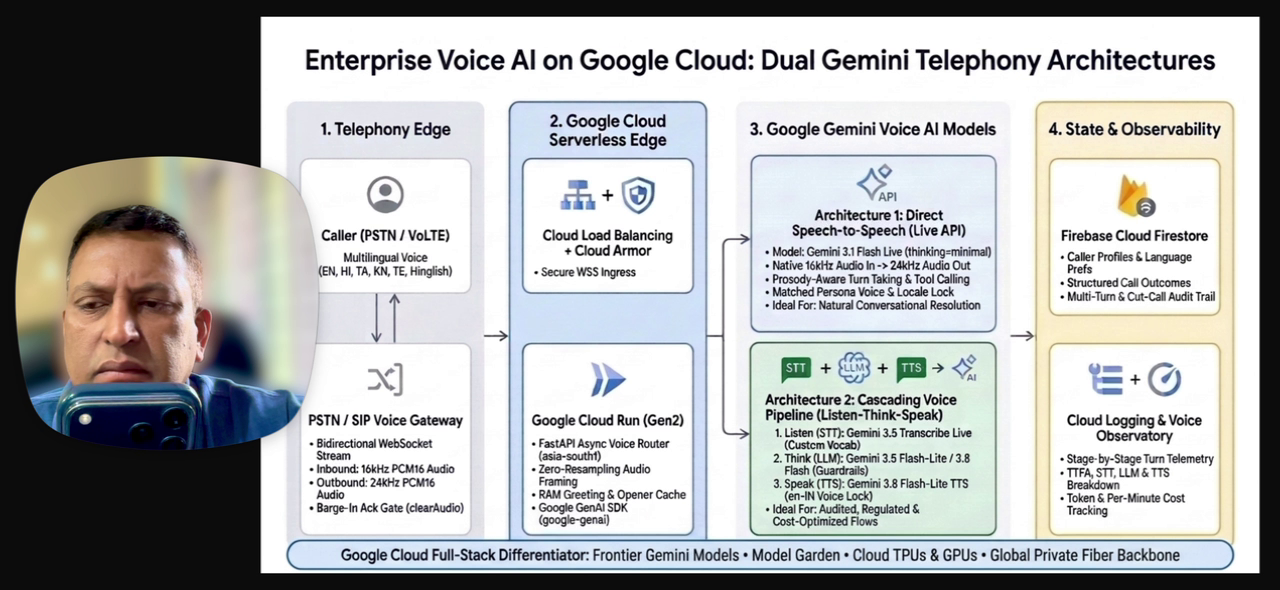 Enterprise Voice AI on Google Cloud: Dual Gemini Telephony Architectures
1. Telephony Edge
Caller (PSTN / VoLTE)
Multilingual Voice
(EN, HI, TA, KN, TE, Hinglish)
PSTN / SIP Voice Gateway
• Bidirectional WebSocket
Stream
• Inbound: 16kHz PCM16 Audio
• Outbound: 24kHz PCM16
Audio
• Barge-In Ack Gate (clearAudio)
2. Google Cloud
Serverless Edge
+
Cloud Load Balancing
+ Cloud Armor
• Secure WSS Ingress
Google Cloud Run (Gen2)
• FastAPI Async Voice Router
(asia-south1)
• Zero-Resampling Audio
Framing
• RAM Greeting & Opener Cache
• Google GenAI SDK
(google-genai)
3. Google Gemini Voice AI Models
API
Architecture 1: Direct
Speech-to-Speech (Live API)
• Model: Gemini 3.1 Flash Live (thinking=minimal)
• Native 16kHz Audio In -> 24kHz Audio Out
• Prosody-Aware Turn Taking & Tool Calling
• Matched Persona Voice & Locale Lock
• Ideal For: Natural Conversational Resolution
STT + LLM + TTS → AI
Architecture 2: Cascading Voice
Pipeline (Listen-Think-Speak)
1. Listen (STT): Gemini 3.5 Transcribe Live
(Custom Vocab)
2. Think (LLM): Gemini 3.5 Flash-Lite / 3.8
Flash (Guardrails)
3. Speak (TTS): Gemini 3.8 Flash-Lite TTS
(en-IN Voice Lock)
• Ideal For: Audited, Regulated &
Cost-Optimized Flows
4. State & Observability
Firebase Cloud Firestore
• Caller Profiles & Language
Prefs
• Structured Call Outcomes
• Multi-Turn & Cut-Call Audit Trail
+
Cloud Logging & Voice
Observatory
• Stage-by-Stage Turn Telemetry
• TTFA, STT, LLM & TTS
Breakdown
• Token & Per-Minute Cost
Tracking
Google Cloud Full-Stack Differentiator: Frontier Gemini Models • Model Garden • Cloud TPUs & GPUs • Global Private Fiber Backbone